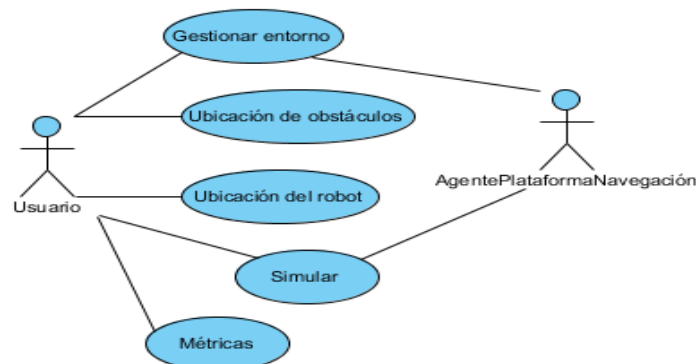 Gestionar entorno
Ubicación de obstáculos
Usuario
Ubicación del robot
AgentePlataformaNavegación
Simular
Métricas